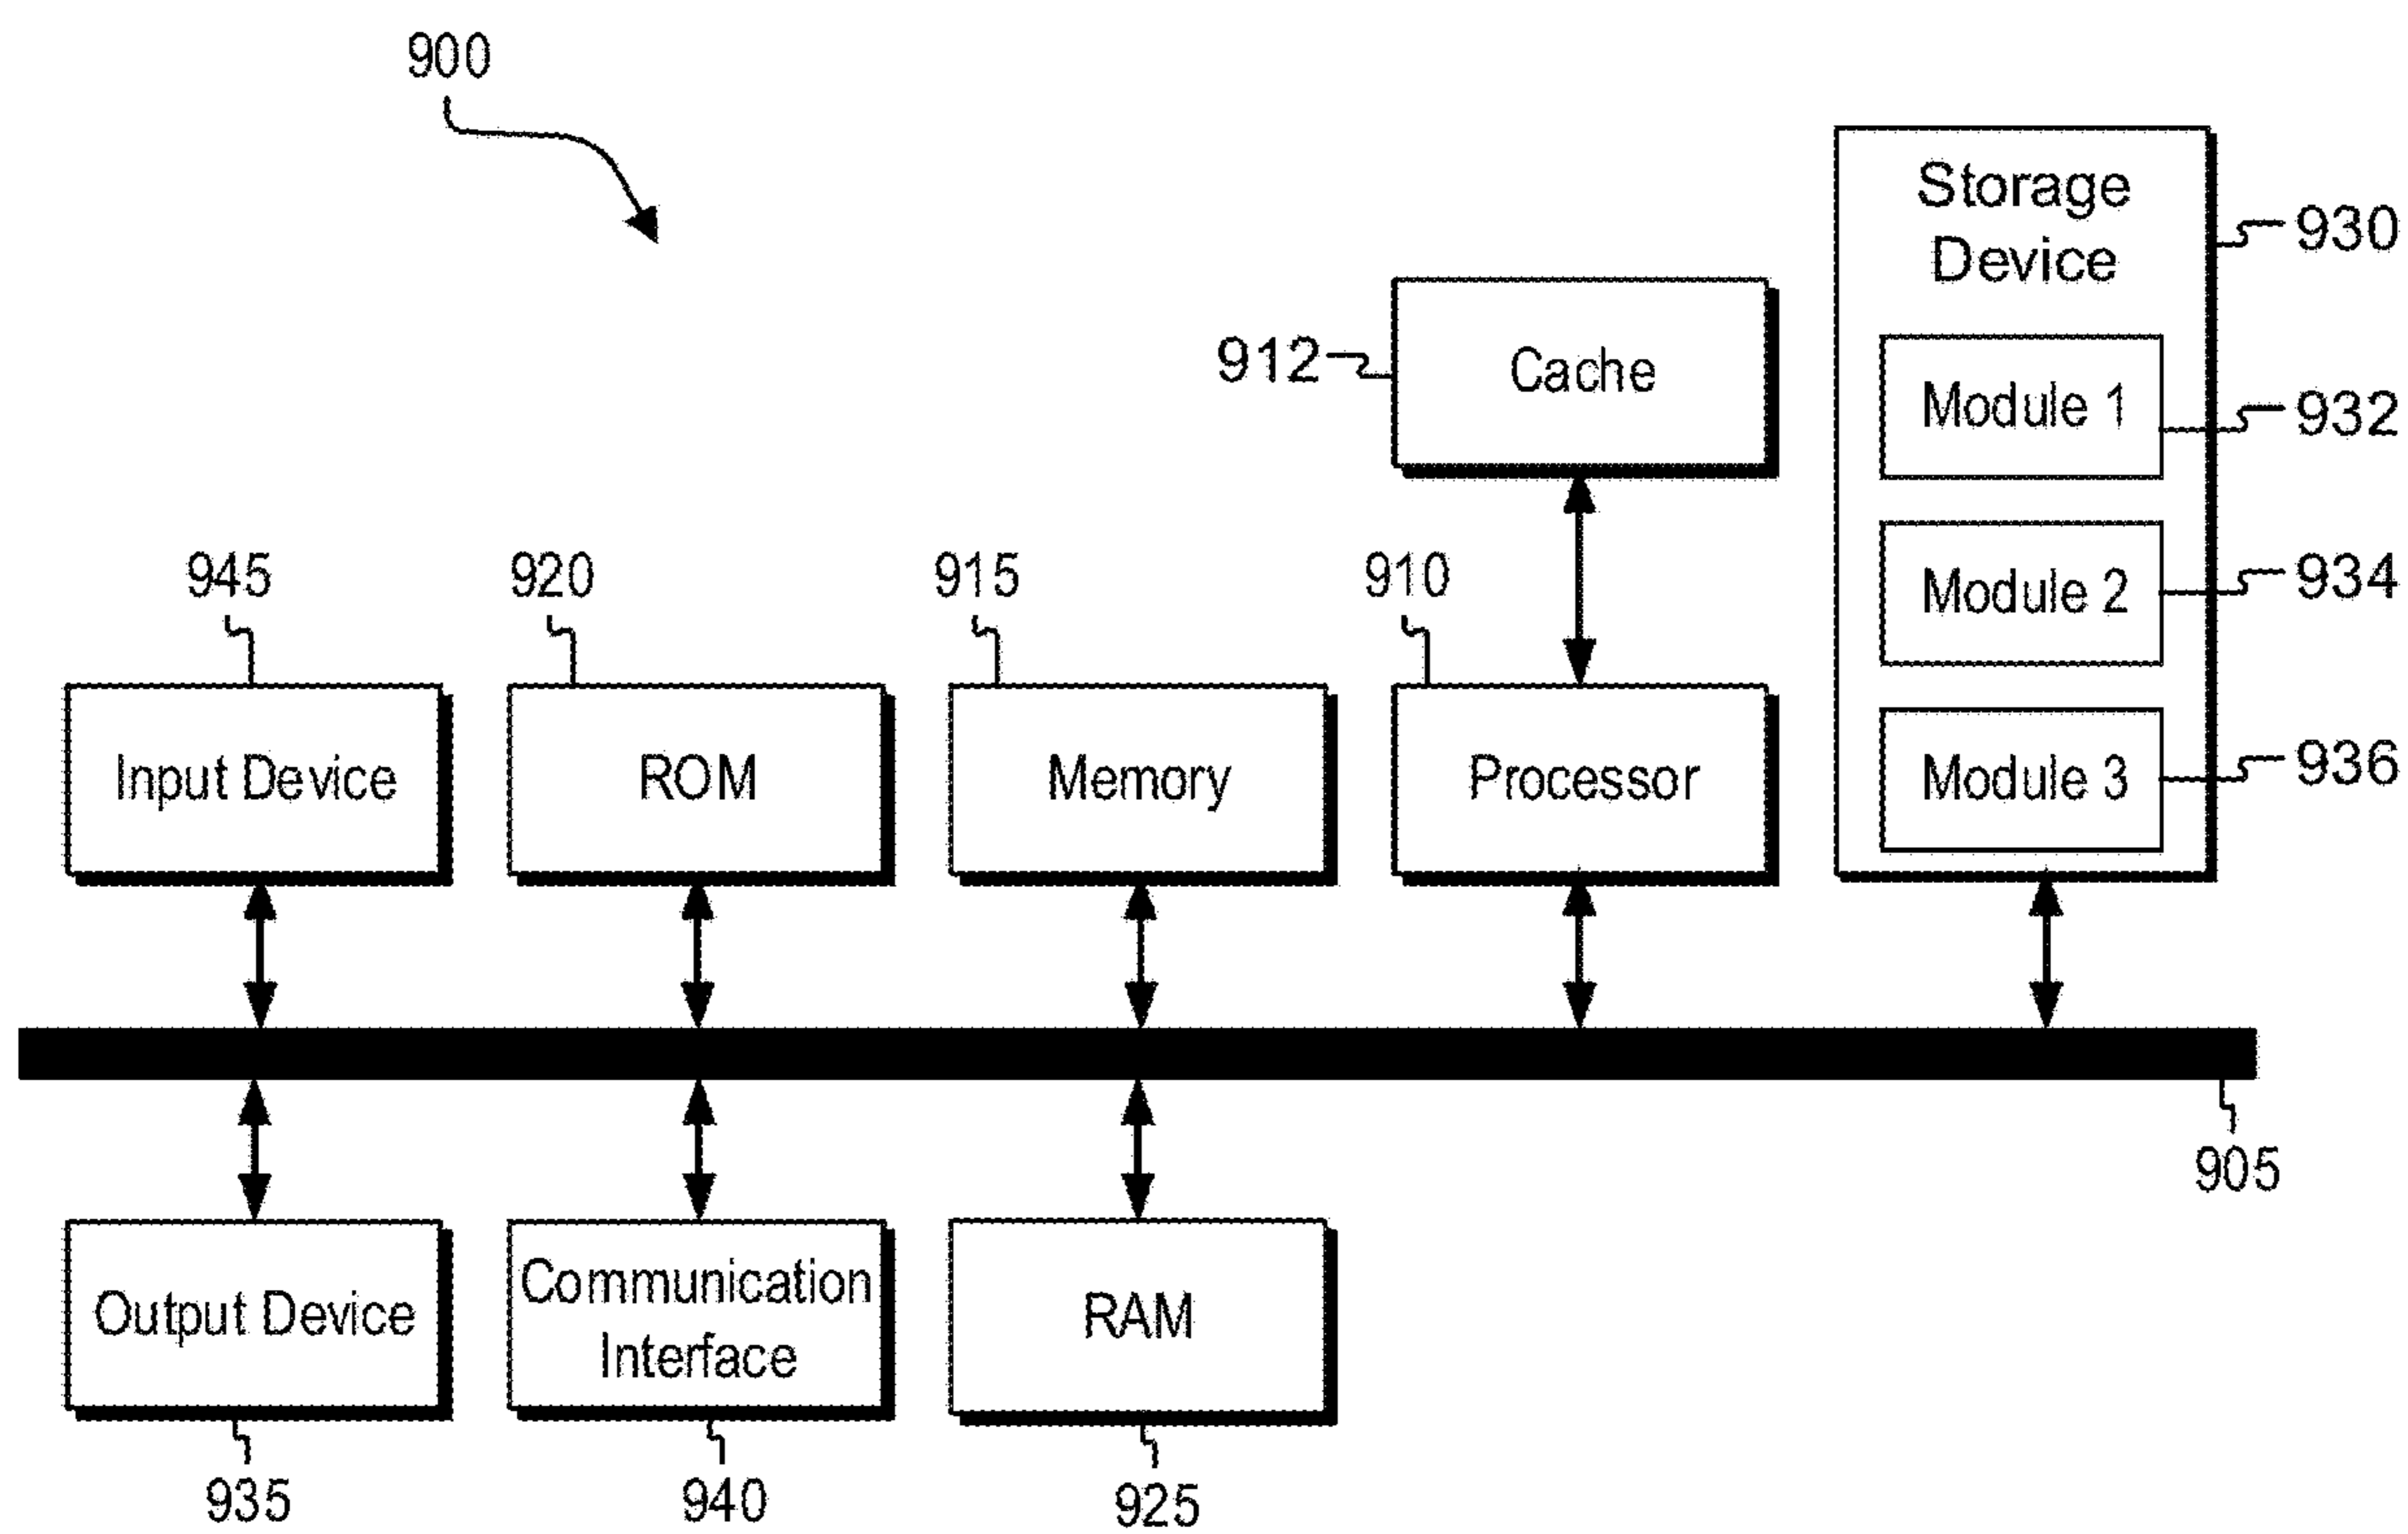 900
Storage
Device
930
912
Cache
Module 1
932
Module 2
934
Module 3
936
945
920
915
910
Input Device
ROM
Memory
Processor
905
Output Device
Communication
Interface
RAM
935
940
925